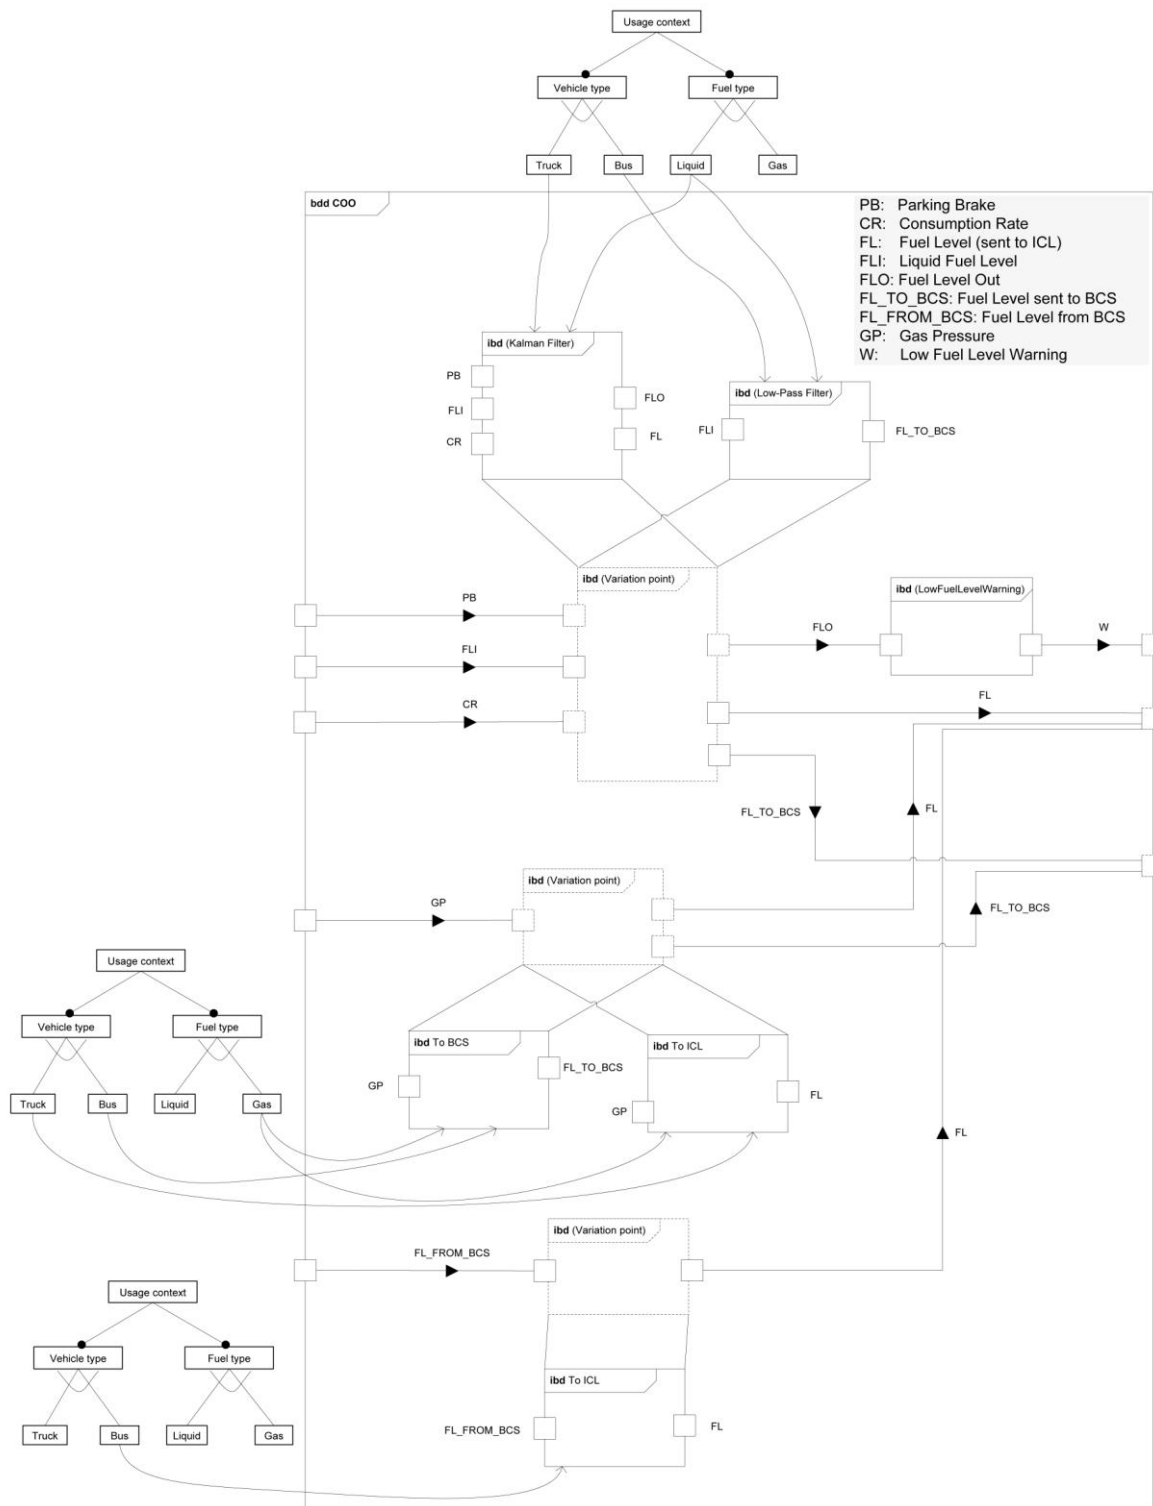 Usage context
Vehicle type
Fuel type
Truck
Bus
Liquid
Gas
bdd COO
PB: Parking Brake
CR: Consumption Rate
FL: Fuel Level (sent to ICL)
FLI: Liquid Fuel Level
FLO: Fuel Level Out
FL_TO_BCS: Fuel Level sent to BCS
FL_FROM_BCS: Fuel Level from BCS
GP: Gas Pressure
W: Low Fuel Level Warning
ibd (Kalman Filter)
PB
FLI
CR
FLO
FL
ibd (Low-Pass Filter)
FLI
FL_TO_BCS
ibd (Variation point)
PB
FLI
CR
FLO
ibd (LowFuelLevelWarning)
W
FL
FL_TO_BCS
FL
ibd (Variation point)
GP
FL_TO_BCS
Usage context
Vehicle type
Fuel type
Truck
Bus
Liquid
Gas
ibd To BCS
GP
FL_TO_BCS
ibd To ICL
GP
FL
FL
ibd (Variation point)
FL_FROM_BCS
Usage context
Vehicle type
Fuel type
Truck
Bus
Liquid
Gas
ibd To ICL
FL_FROM_BCS
FL